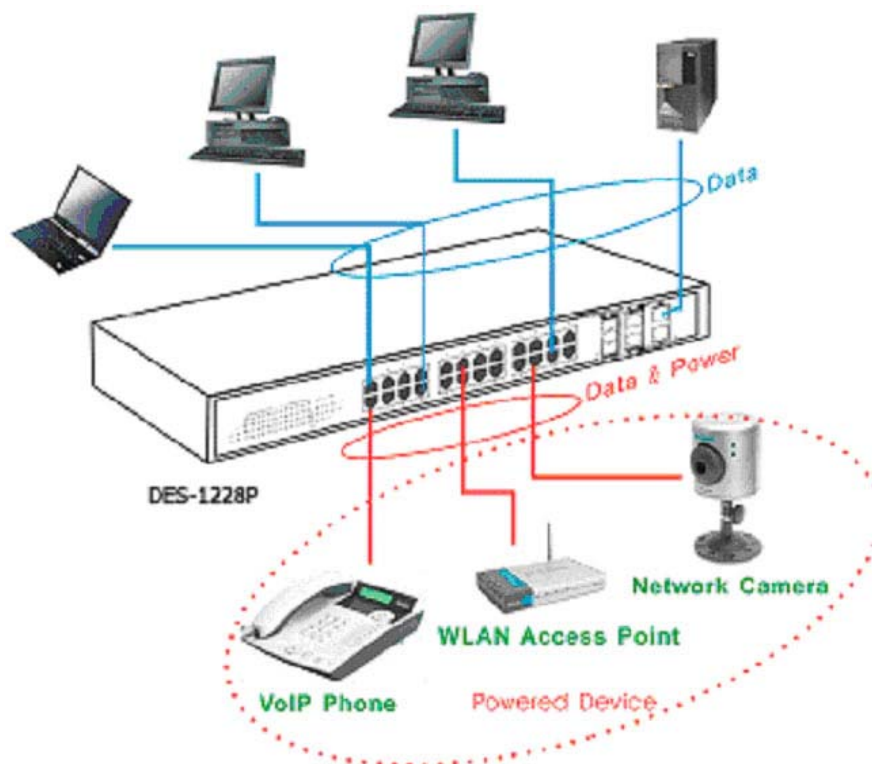 Data
Data & Power
DES-1228P
Network Camera
WLAN Access Point
VoIP Phone
Powered Device